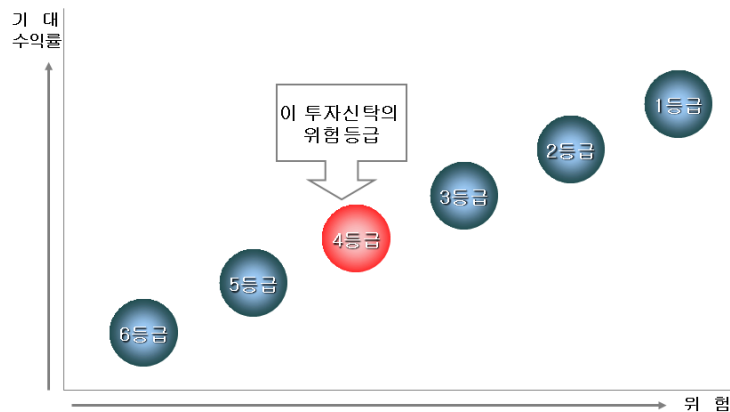 기 대
수익률
이 투자신탁의
위험등급
1등급
2등급
3등급
4등급
5등급
6등급
위 험